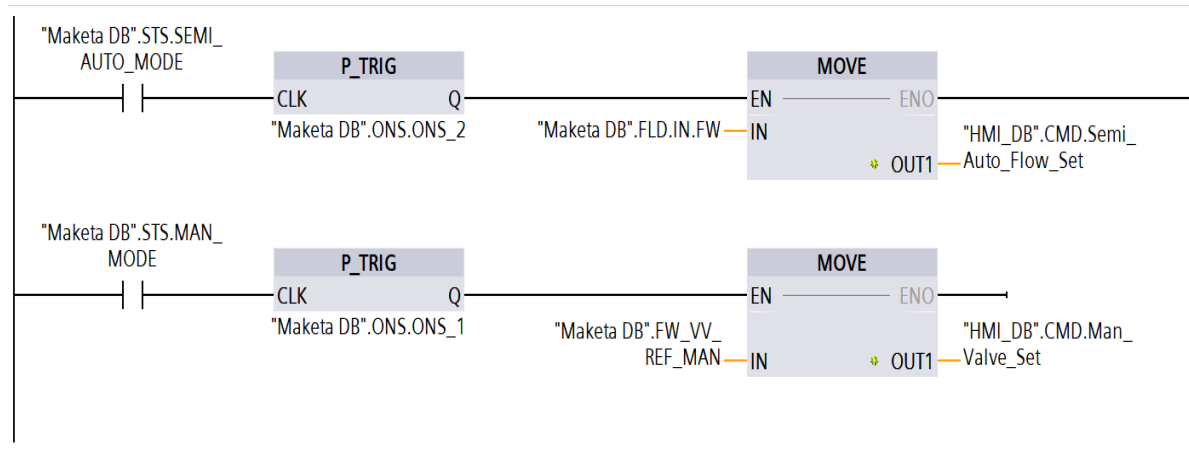 "Maketa DB".STS.SEMI_
AUTO_MODE
P_TRIG
MOVE
CLK Q
EN ENO
"Maketa DB".ONS.ONS_2
"Maketa DB".FLD.IN.FW
IN
"HMI_DB".CMD.Semi_
OUT1
Auto_Flow_Set
"Maketa DB".STS.MAN_
MODE
P_TRIG
MOVE
CLK Q
EN ENO
"Maketa DB".ONS.ONS_1
"Maketa DB".FW_VV_
REF_MAN
IN
"HMI_DB".CMD.Man_
OUT1
Valve_Set